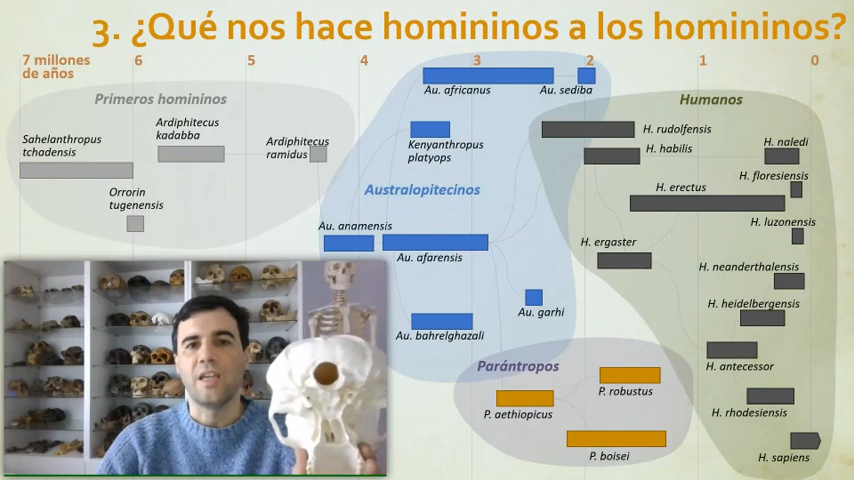 3. ¿Qué nos hace homininos a los homininos?
7 millones
de años
6
5
4
3
2
1
0
Primeros homininos
Sahelanthropus
tchadensis
Ardiphitecus
kadabba
Ardiphitecus
ramidus
Orrorin
tugenensis
Au. africanus
Au. sediba
Kenyanthropus
platyops
Australopitecinos
Au. anamensis
Au. afarensis
Au. garhi
Au. bahrelghazali
Parántropos
P. robustus
P. aethiopicus
P. boisei
Humanos
H. rudolfensis
H. habilis
H. naledi
H. floresiensis
H. erectus
H. luzonensis
H. ergaster
H. neanderthalensis
H. heidelbergensis
H. antecessor
H. rhodesiensis
H. sapiens